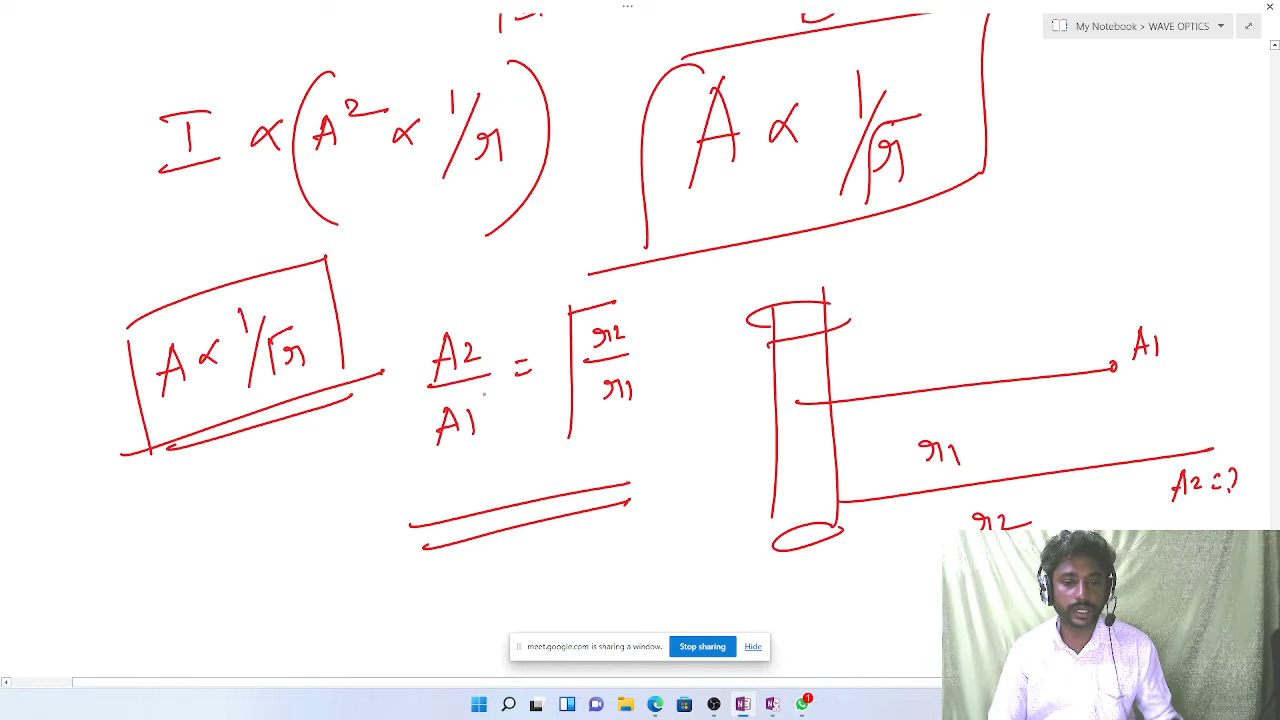 My Notebook > WAVE OPTICS
I ∝ (A² ∝ 1/r)
A ∝ 1/√r
A ∝ 1/√r
A2/A1 = √r2/r1
A1
r1
A2 = ?
r2
meet.google.com is sharing a window.
Stop sharing
Hide
1